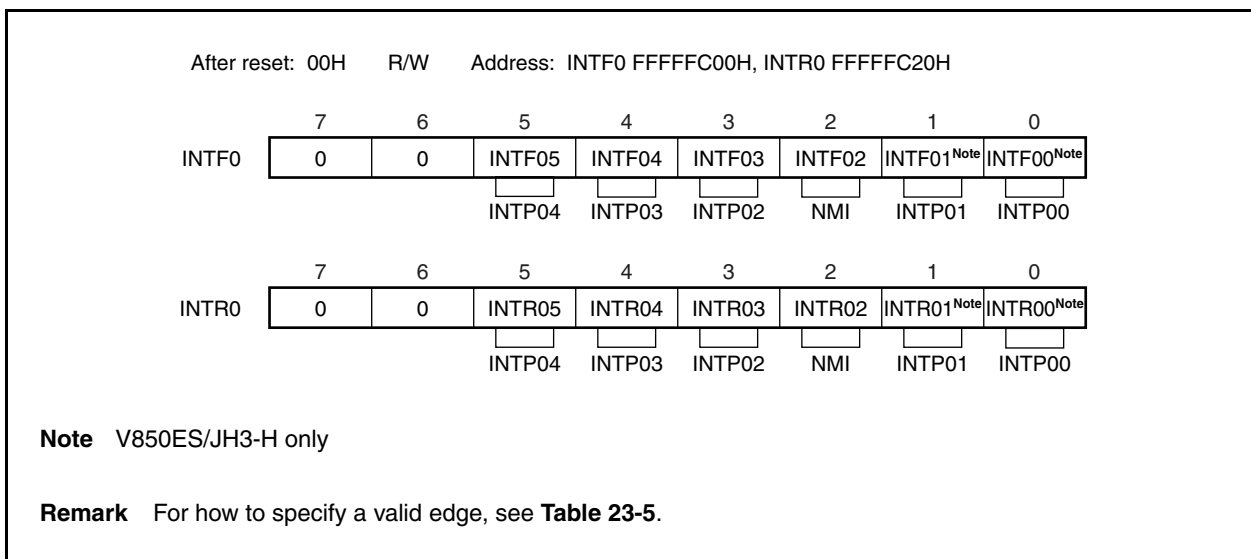 After reset: 00H R/W Address: INTF0 FFFFFC00H, INTR0 FFFFFC20H
7 6 5 4 3 2 1 0
INTF0 0 0 INTF05 INTF04 INTF03 INTF02 INTF01Note INTF00Note
INTP04 INTP03 INTP02 NMI INTP01 INTP00
7 6 5 4 3 2 1 0
INTR0 0 0 INTR05 INTR04 INTR03 INTR02 INTR01Note INTR00Note
INTP04 INTP03 INTP02 NMI INTP01 INTP00
Note V850ES/JH3-H only
Remark For how to specify a valid edge, see Table 23-5.